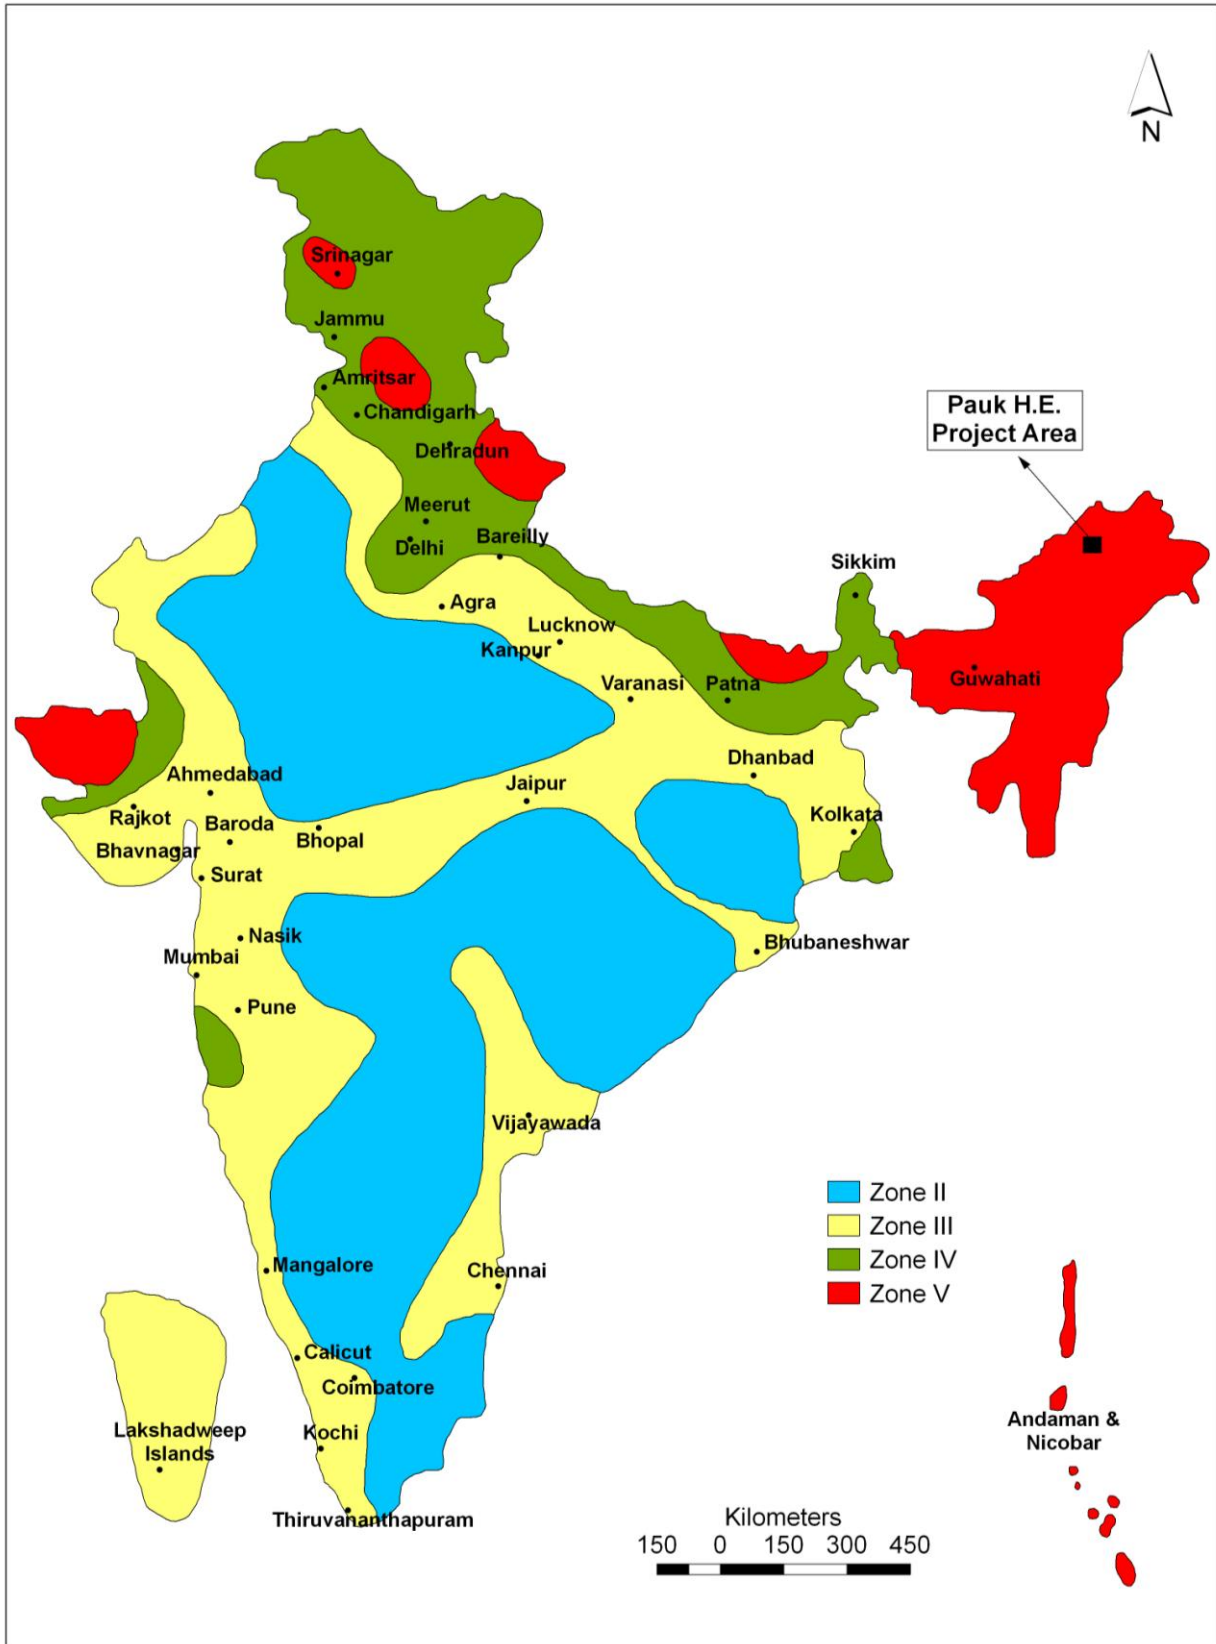 N
Srinagar
Jammu
Amritsar
Chandigarh
Dehradun
Pauk H.E.
Project Area
Meerut
Delhi
Bareilly
Sikkim
Agra
Lucknow
Kanpur
Varanasi
Patna
Guwahati
Dhanbad
Ahmedabad
Jaipur
Rajkot
Baroda
Bhopal
Kolkata
Bhavnagar
Surat
Nasik
Bhubaneshwar
Mumbai
Pune
Vijayawada
Zone II
Zone III
Zone IV
Zone V
Mangalore
Chennai
Calicut
Coimbatore
Lakshadweep
Islands
Kochi
Andaman &
Nicobar
Thiruvananthapuram
Kilometers
150 0 150 300 450